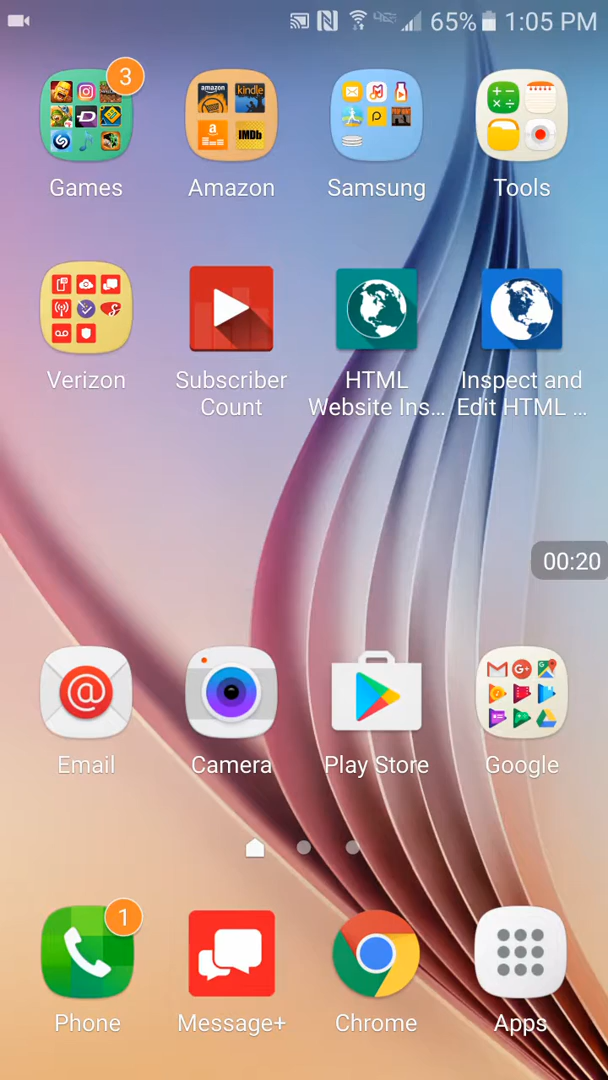 65% 1:05 PM
3
amazon kindle
IMDb
Games Amazon Samsung Tools
Verizon Subscriber Count HTML Website Ins... Inspect and Edit HTML ...
00:20
Email Camera Play Store Google
1
Phone Message+ Chrome Apps